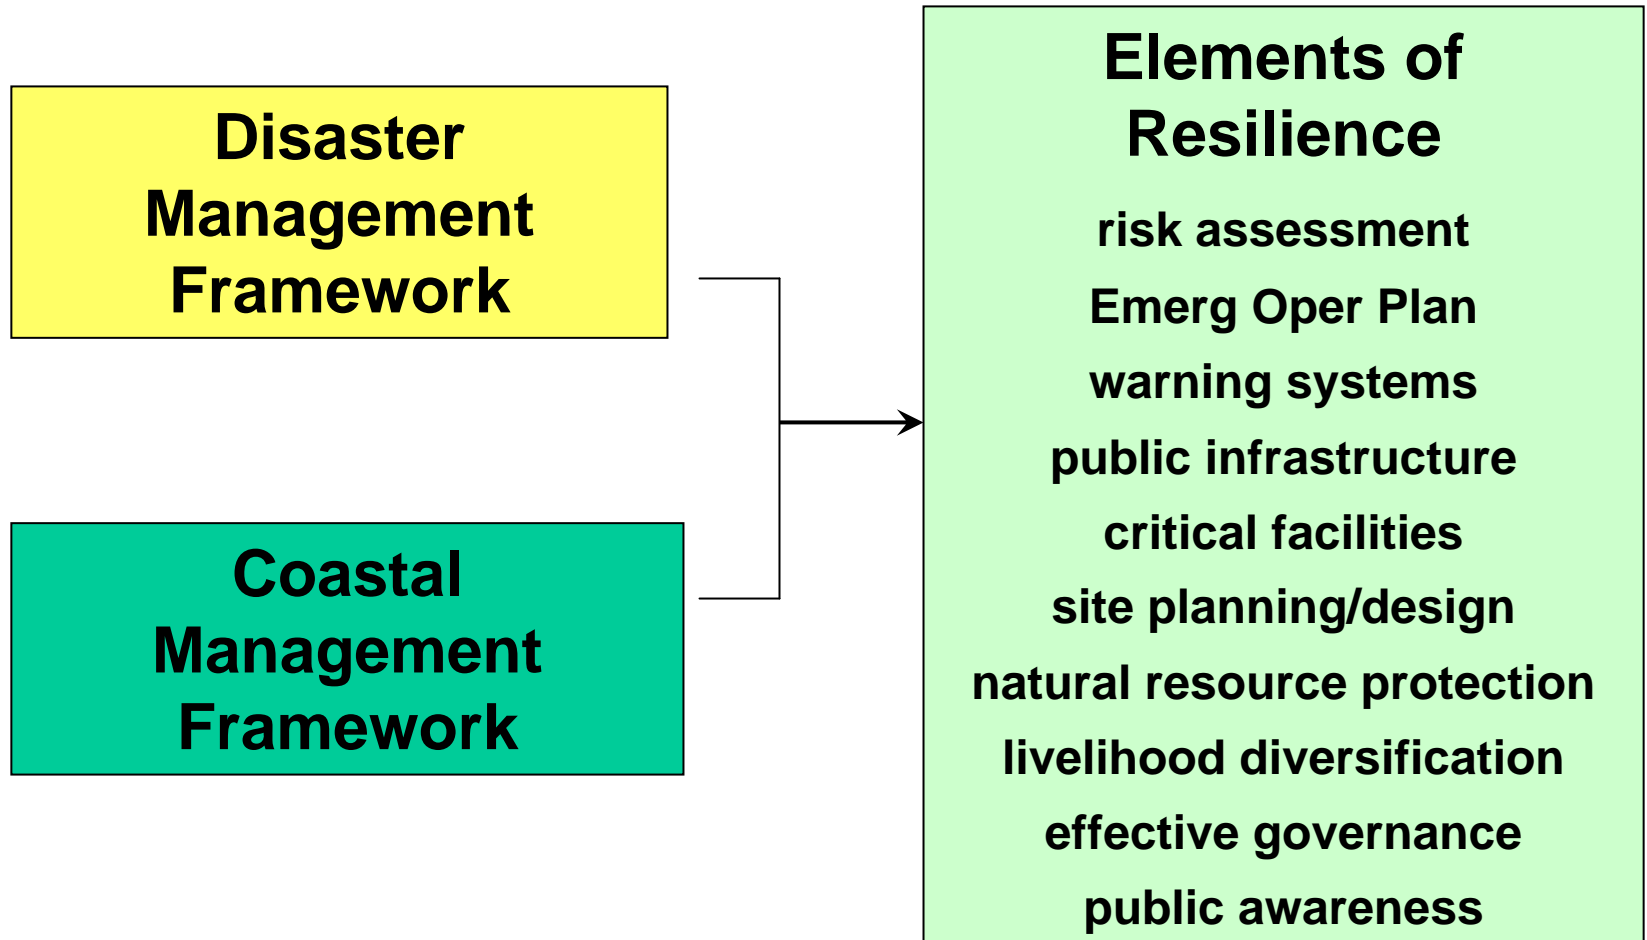 Disaster
Management
Framework
Coastal
Management
Framework
Elements of
Resilience
risk assessment
Emerg Oper Plan
warning systems
public infrastructure
critical facilities
site planning/design
natural resource protection
livelihood diversification
effective governance
public awareness